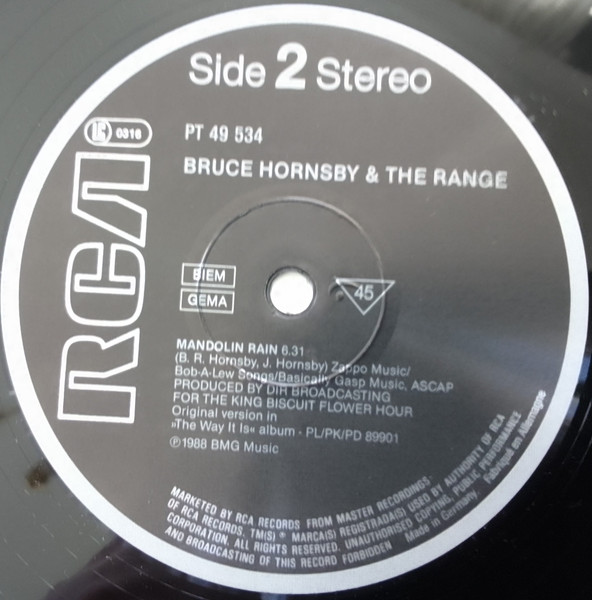 Side 2 Stereo
LC 0316
PT 49 534
BRUCE HORNSBY & THE RANGE
RCA
BIEM
GEMA
45
MANDOLIN RAIN 6.31
(B. R. Hornsby, J. Hornsby) Zappo Music/
Bob-A-Lew Songs/Basically Gasp Music, ASCAP
PRODUCED BY DIR BROADCASTING
FOR THE KING BISCUIT FLOWER HOUR
Original version in
»The Way It Is« album - PL/PK/PD 89901
Ⓟ1988 BMG Music
MARKETED BY RCA RECORDS FROM MASTER RECORDINGS·
OF RCA RECORDS. TM(S) ® MARCA(S) REGISTRADA(S) USED BY AUTHORITY OF RCA
CORPORATION. ALL RIGHTS RESERVED. UNAUTHORISED COPYING, PUBLIC PERFORMANCE
AND BROADCASTING OF THIS RECORD FORBIDDEN Made in Germany. Fabriqué en Allemagne